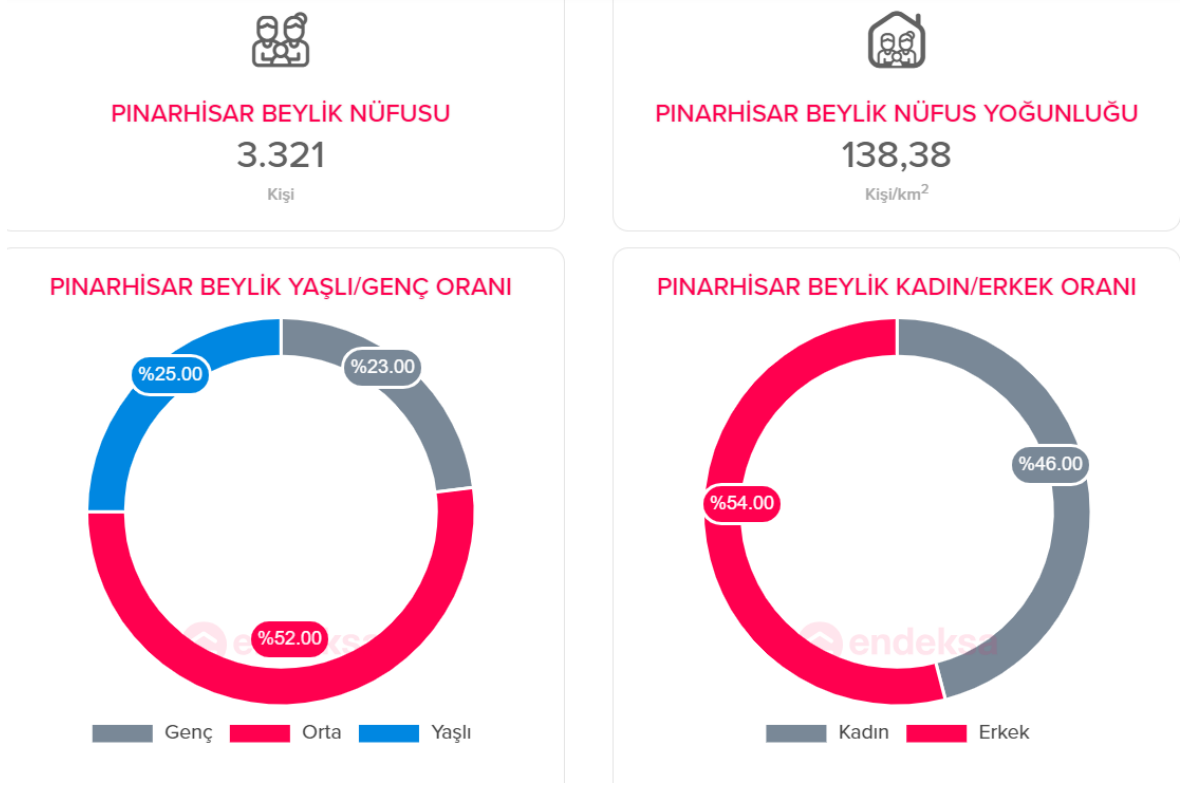 PINARHİSAR BEYLİK NÜFUSU
3.321
Kişi
PINARHİSAR BEYLİK NÜFUS YOĞUNLUĞU
138,38
Kişi/km²
PINARHİSAR BEYLİK YAŞLI/GENÇ ORANI
%25.00
%23.00
%52.00
endeksa
Genç Orta Yaşlı
PINARHİSAR BEYLİK KADIN/ERKEK ORANI
%46.00
%54.00
endeksa
Kadın Erkek